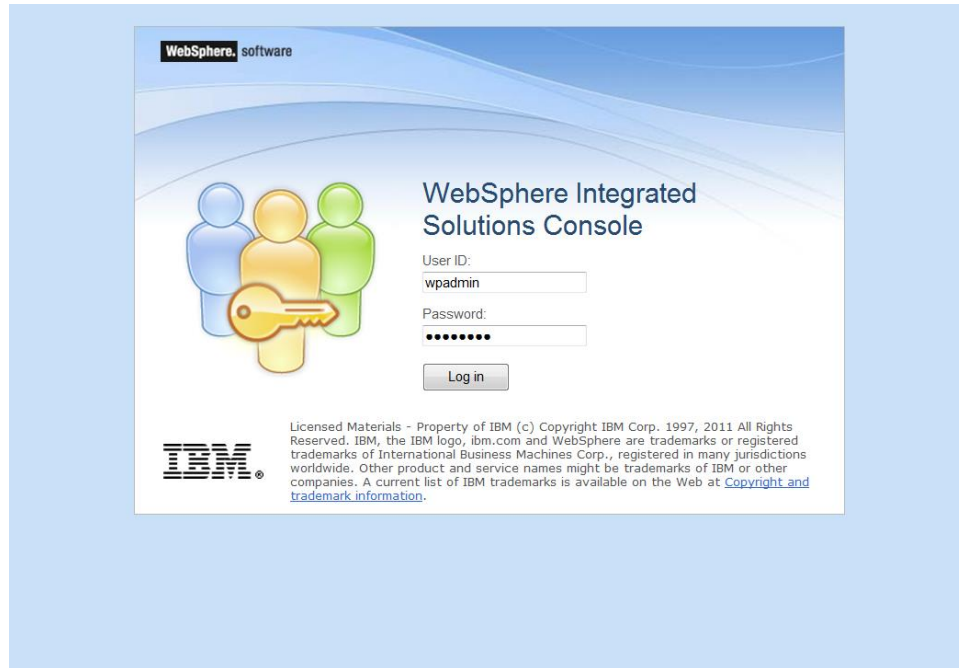 WebSphere. software
WebSphere Integrated
Solutions Console
User ID:
wpadmin
Password:
••••••••
Log in
IBM®
Licensed Materials - Property of IBM (c) Copyright IBM Corp. 1997, 2011 All Rights
Reserved. IBM, the IBM logo, ibm.com and WebSphere are trademarks or registered
trademarks of International Business Machines Corp., registered in many jurisdictions
worldwide. Other product and service names might be trademarks of IBM or other
companies. A current list of IBM trademarks is available on the Web at Copyright and
trademark information.